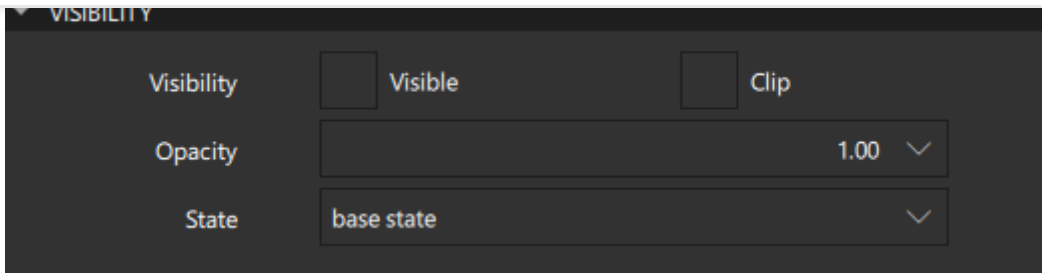 VISIBILITY
Visibility Visible Clip
Opacity 1.00
State base state